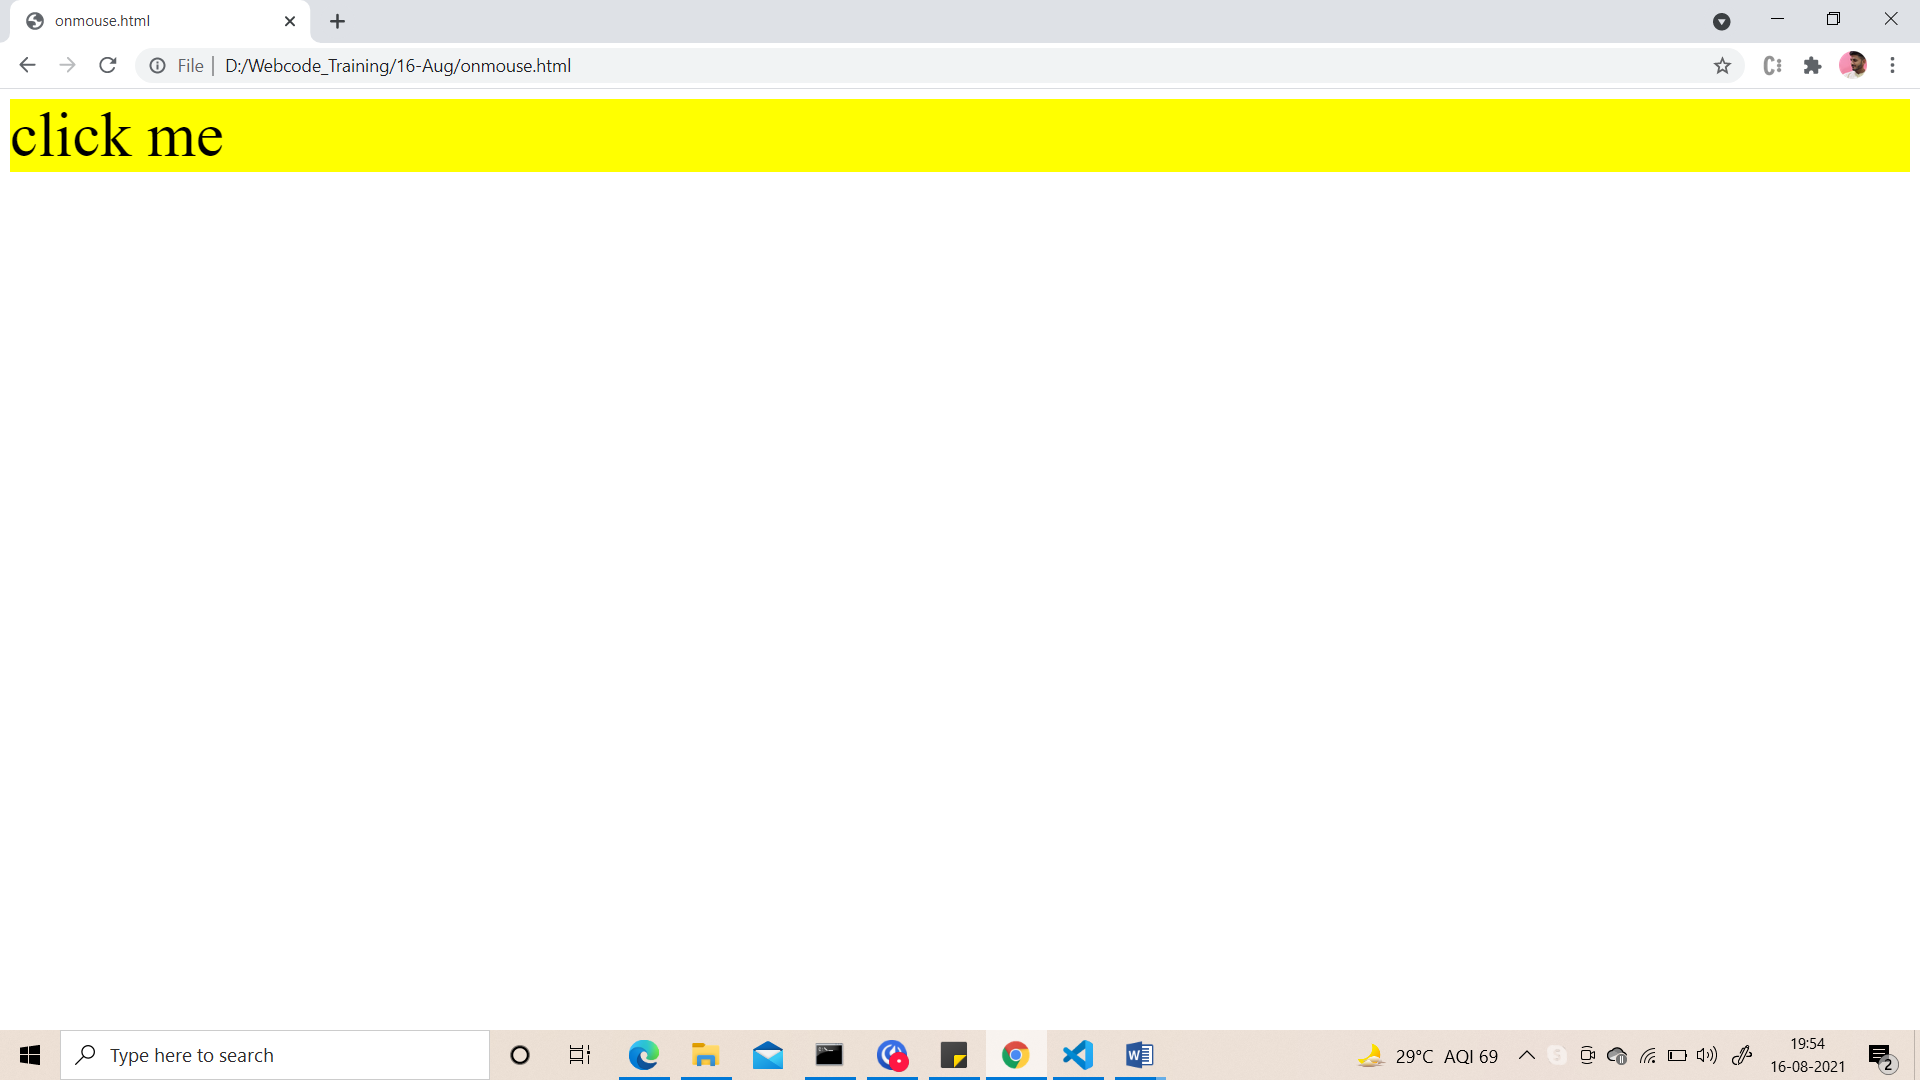 onmouse.html
File | D:/Webcode_Training/16-Aug/onmouse.html
click me
Type here to search
29°C AQI 69
19:54
16-08-2021
2